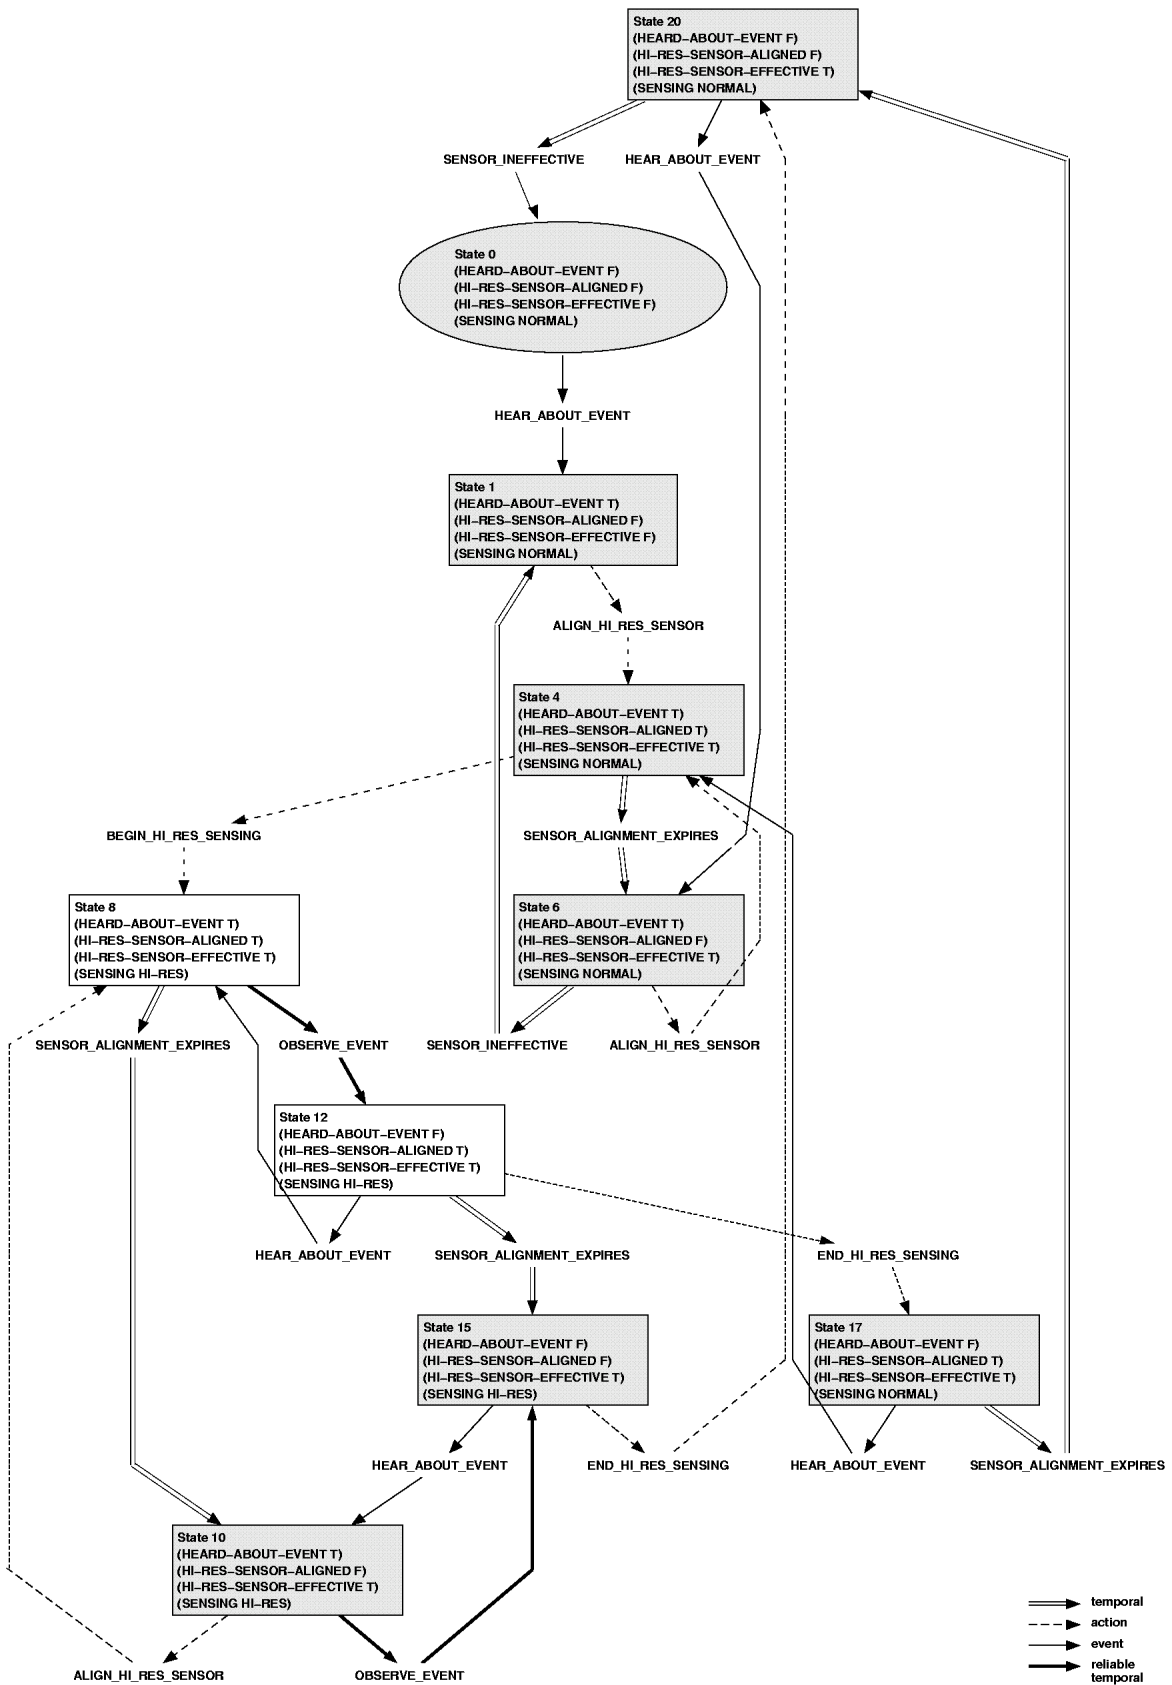 State 20
(HEARD−ABOUT−EVENT F)
(HI−RES−SENSOR−ALIGNED F)
(HI−RES−SENSOR−EFFECTIVE T)
(SENSING NORMAL)
SENSOR_INEFFECTIVE
HEAR_ABOUT_EVENT
State 0
(HEARD−ABOUT−EVENT F)
(HI−RES−SENSOR−ALIGNED F)
(HI−RES−SENSOR−EFFECTIVE F)
(SENSING NORMAL)
HEAR_ABOUT_EVENT
State 1
(HEARD−ABOUT−EVENT T)
(HI−RES−SENSOR−ALIGNED F)
(HI−RES−SENSOR−EFFECTIVE F)
(SENSING NORMAL)
ALIGN_HI_RES_SENSOR
State 4
(HEARD−ABOUT−EVENT T)
(HI−RES−SENSOR−ALIGNED T)
(HI−RES−SENSOR−EFFECTIVE T)
(SENSING NORMAL)
BEGIN_HI_RES_SENSING
SENSOR_ALIGNMENT_EXPIRES
State 8
(HEARD−ABOUT−EVENT T)
(HI−RES−SENSOR−ALIGNED T)
(HI−RES−SENSOR−EFFECTIVE T)
(SENSING HI−RES)
State 6
(HEARD−ABOUT−EVENT T)
(HI−RES−SENSOR−ALIGNED F)
(HI−RES−SENSOR−EFFECTIVE T)
(SENSING NORMAL)
SENSOR_ALIGNMENT_EXPIRES
OBSERVE_EVENT
SENSOR_INEFFECTIVE
ALIGN_HI_RES_SENSOR
State 12
(HEARD−ABOUT−EVENT F)
(HI−RES−SENSOR−ALIGNED T)
(HI−RES−SENSOR−EFFECTIVE T)
(SENSING HI−RES)
HEAR_ABOUT_EVENT
SENSOR_ALIGNMENT_EXPIRES
END_HI_RES_SENSING
State 15
(HEARD−ABOUT−EVENT F)
(HI−RES−SENSOR−ALIGNED F)
(HI−RES−SENSOR−EFFECTIVE T)
(SENSING HI−RES)
State 17
(HEARD−ABOUT−EVENT F)
(HI−RES−SENSOR−ALIGNED T)
(HI−RES−SENSOR−EFFECTIVE T)
(SENSING NORMAL)
HEAR_ABOUT_EVENT
END_HI_RES_SENSING
HEAR_ABOUT_EVENT
SENSOR_ALIGNMENT_EXPIRES
State 10
(HEARD−ABOUT−EVENT T)
(HI−RES−SENSOR−ALIGNED F)
(HI−RES−SENSOR−EFFECTIVE T)
(SENSING HI−RES)
ALIGN_HI_RES_SENSOR
OBSERVE_EVENT
temporal
action
event
reliable
temporal